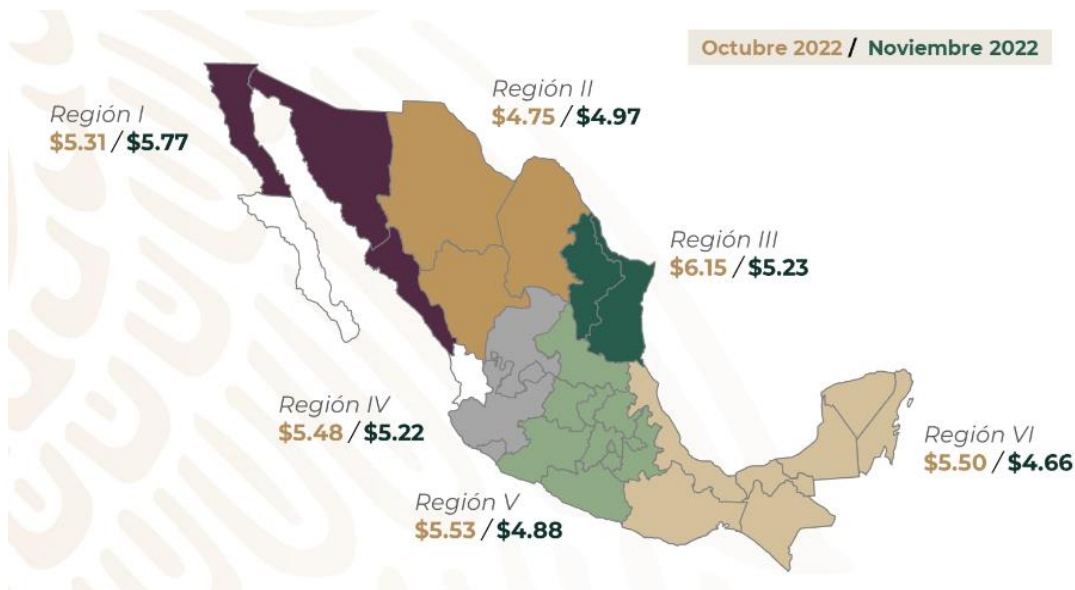 Octubre 2022 / Noviembre 2022
Región I
$5.31 / $5.77
Región II
$4.75 / $4.97
Región III
$6.15 / $5.23
Región IV
$5.48 / $5.22
Región V
$5.53 / $4.88
Región VI
$5.50 / $4.66